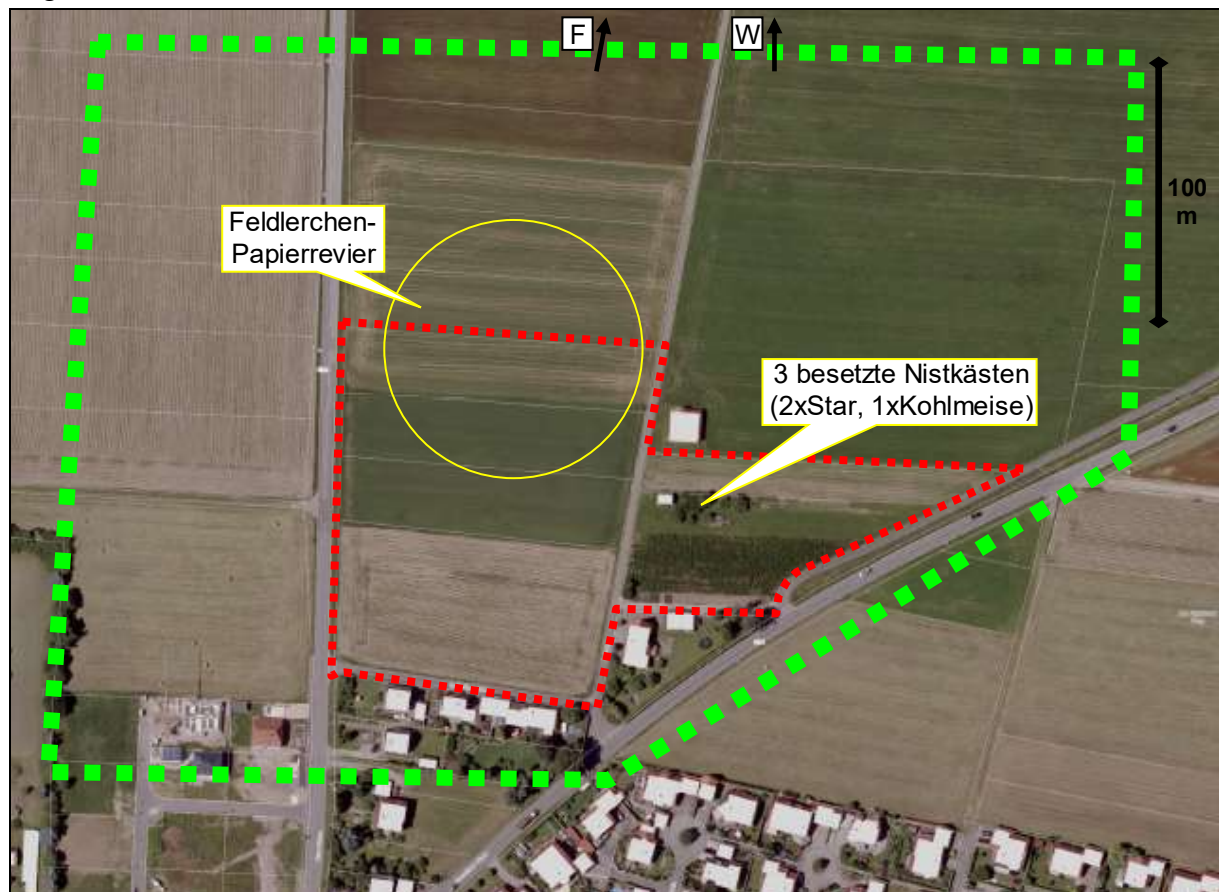 F
W
100
m
Feldlerchen-
Papierrevier
3 besetzte Nistkästen
(2xStar, 1xKohlmeise)